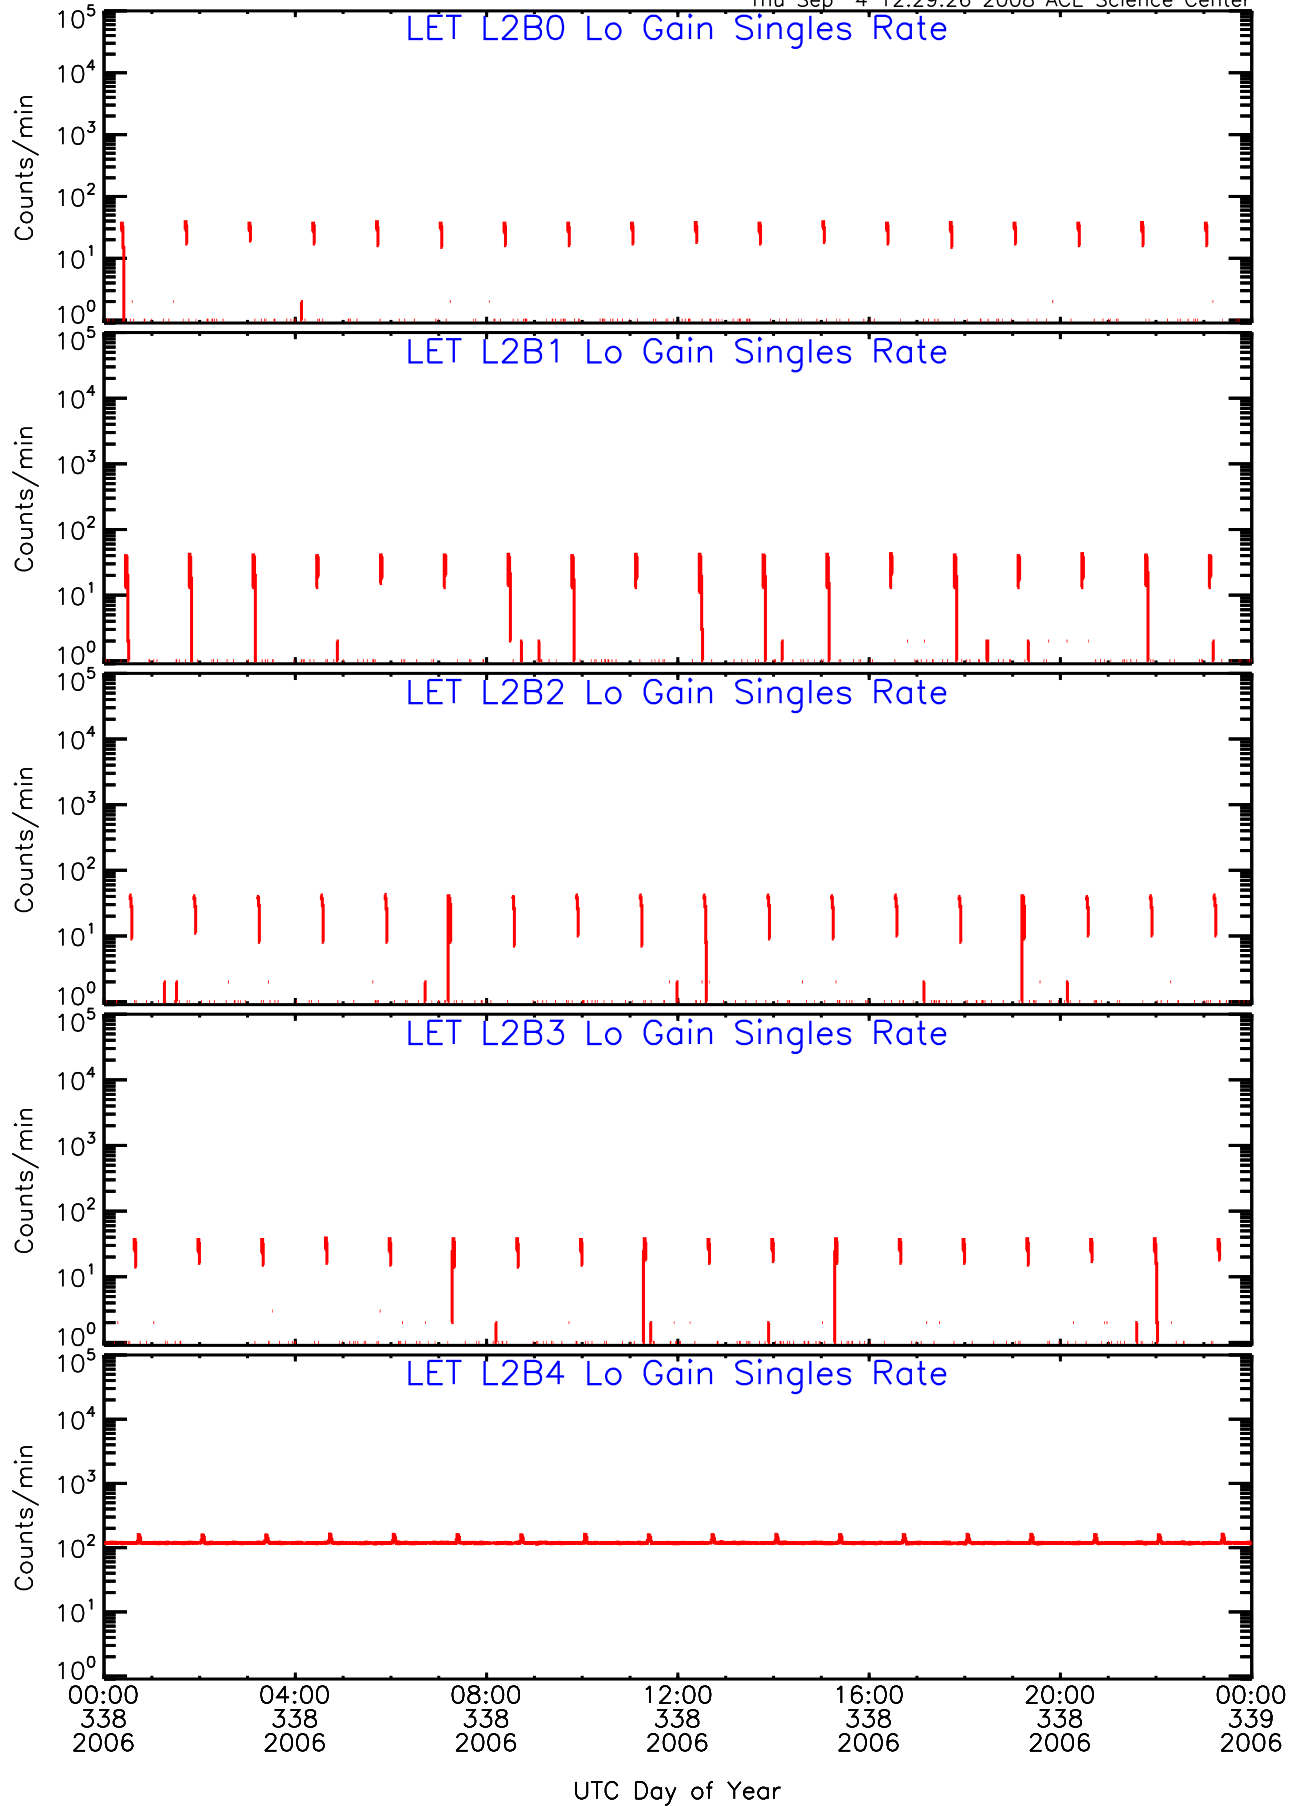 Thu Sep 4 12:29:26 2008 ACE Science Center
LET L2B0 Lo Gain Singles Rate
10^5
10^4
10^3
10^2
10^1
10^0
Counts/min
LET L2B1 Lo Gain Singles Rate
10^5
10^4
10^3
10^2
10^1
10^0
Counts/min
LET L2B2 Lo Gain Singles Rate
10^5
10^4
10^3
10^2
10^1
10^0
Counts/min
LET L2B3 Lo Gain Singles Rate
10^5
10^4
10^3
10^2
10^1
10^0
Counts/min
LET L2B4 Lo Gain Singles Rate
10^5
10^4
10^3
10^2
10^1
10^0
Counts/min
00:00 04:00 08:00 12:00 16:00 20:00 00:00
338 338 338 338 338 338 339
2006 2006 2006 2006 2006 2006 2006
UTC Day of Year